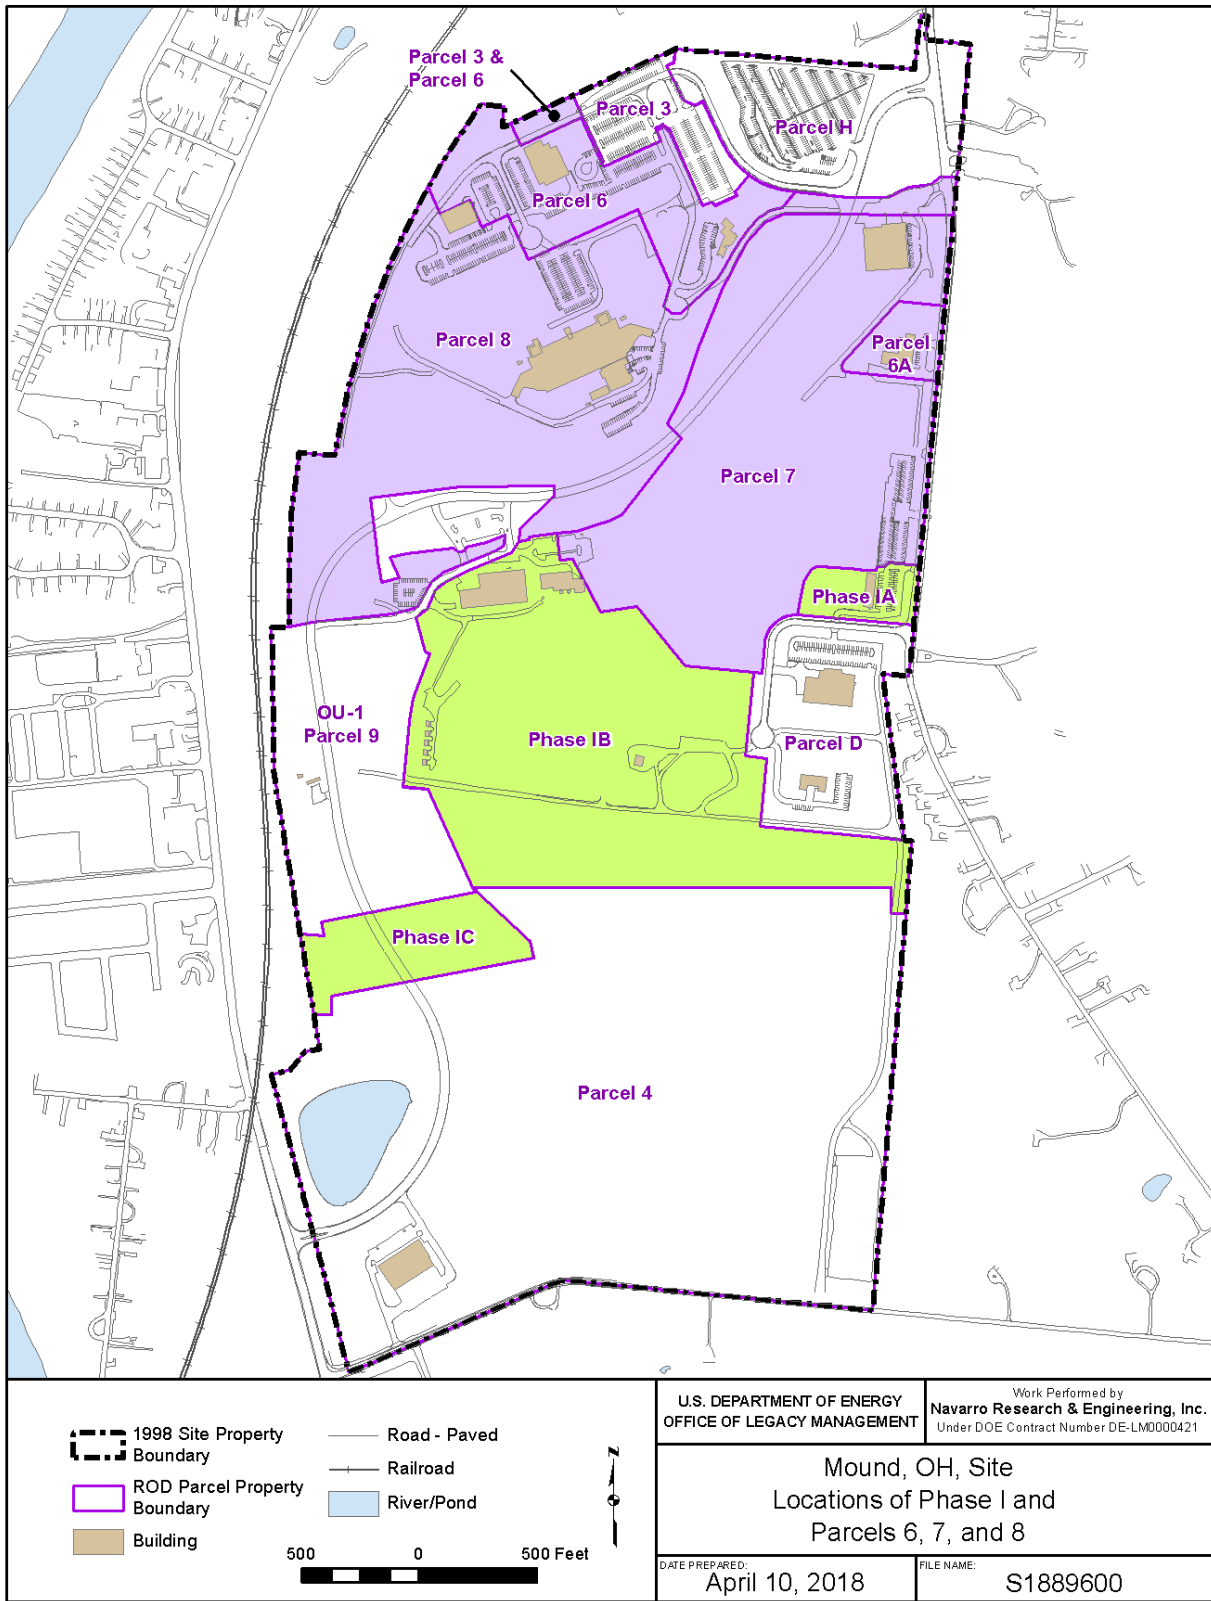 Parcel 3 &
Parcel 6
Parcel 3
Parcel H
Parcel 6
Parcel 8
Parcel
6A
Parcel 7
Phase IA
OU-1
Parcel 9
Phase IB
Parcel D
Phase IC
Parcel 4
1998 Site Property
Boundary
ROD Parcel Property
Boundary
Building
Road - Paved
Railroad
River/Pond
N
500 0 500 Feet
U.S. DEPARTMENT OF ENERGY
OFFICE OF LEGACY MANAGEMENT
Work Performed by
Navarro Research & Engineering, Inc.
Under DOE Contract Number DE-LM0000421
Mound, OH, Site
Locations of Phase I and
Parcels 6, 7, and 8
DATE PREPARED:
April 10, 2018
FILE NAME:
S1889600